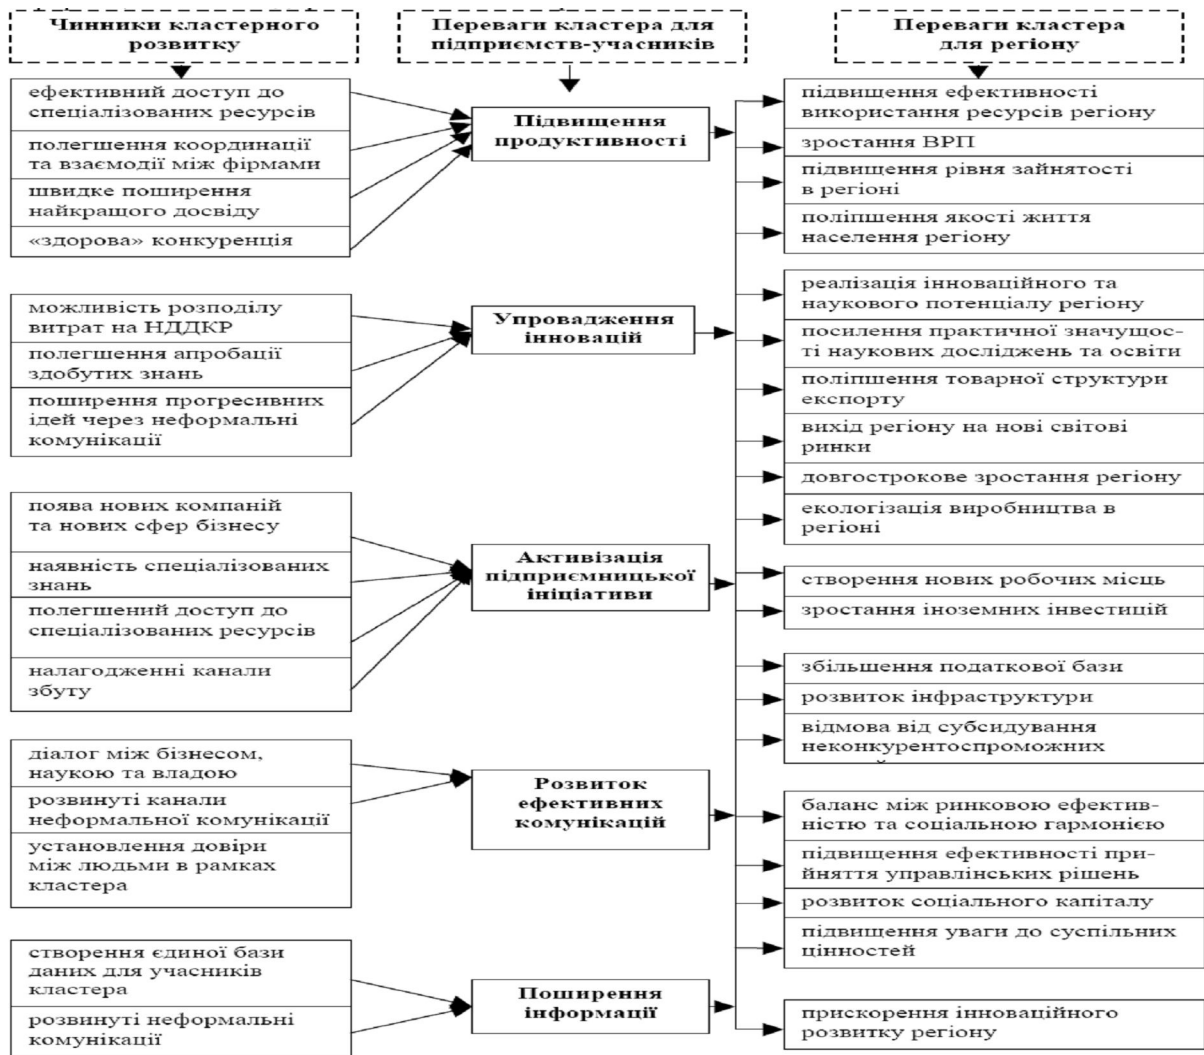 Чинники кластерного
розвитку
Переваги кластера для
підприємств-учасників
Переваги кластера
для регіону
ефективний доступ до
спеціалізованих ресурсів
полегшення координації
та взаємодії між фірмами
швидке поширення
найкращого досвіду
«здорова» конкуренція
Підвищення
продуктивності
підвищення ефективності
використання ресурсів регіону
зростання ВРП
підвищення рівня зайнятості
в регіоні
поліпшення якості життя
населення регіону
можливість розподілу
витрат на НДДКР
полегшення апробації
здобутих знань
поширення прогресивних
ідей через неформальні
комунікації
Упровадження
інновацій
реалізація інноваційного та
наукового потенціалу регіону
посилення практичної значущос-
ті наукових досліджень та освіти
поліпшення товарної структури
експорту
вихід регіону на нові світові
ринки
довгострокове зростання регіону
екологізація виробництва в
регіоні
поява нових компаній
та нових сфер бізнесу
наявність спеціалізованих
знань
полегшений доступ до
спеціалізованих ресурсів
налагодженні канали
збуту
Активізація
підприємницької
ініціативи
створення нових робочих місць
зростання іноземних інвестицій
збільшення податкової бази
розвиток інфраструктури
відмова від субсидування
неконкурентоспроможних
діалог між бізнесом,
наукою та владою
розвинуті канали
неформальної комунікації
установлення довіри
між людьми в рамках
кластера
Розвиток
ефективних
комунікацій
баланс між ринковою ефектив-
ністю та соціальною гармонією
підвищення ефективності при-
йняття управлінських рішень
розвиток соціального капіталу
підвищення уваги до суспільних
цінностей
створення єдиної бази
даних для учасників
кластера
розвинуті неформальні
комунікації
Поширення
інформації
прискорення інноваційного
розвитку регіону